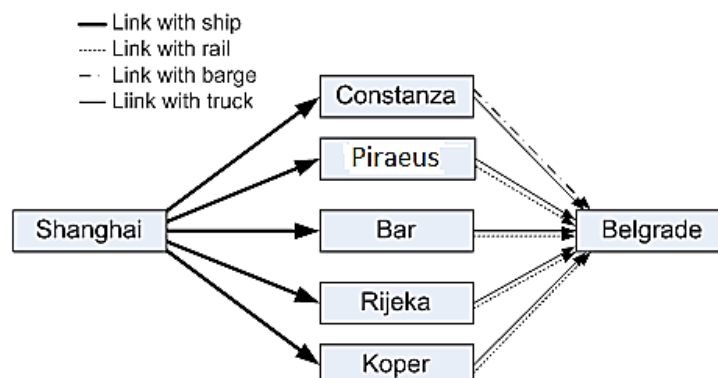 Link with ship
Link with rail
Link with barge
Liink with truck
Constanza
Piraeus
Shanghai
Bar
Belgrade
Rijeka
Koper